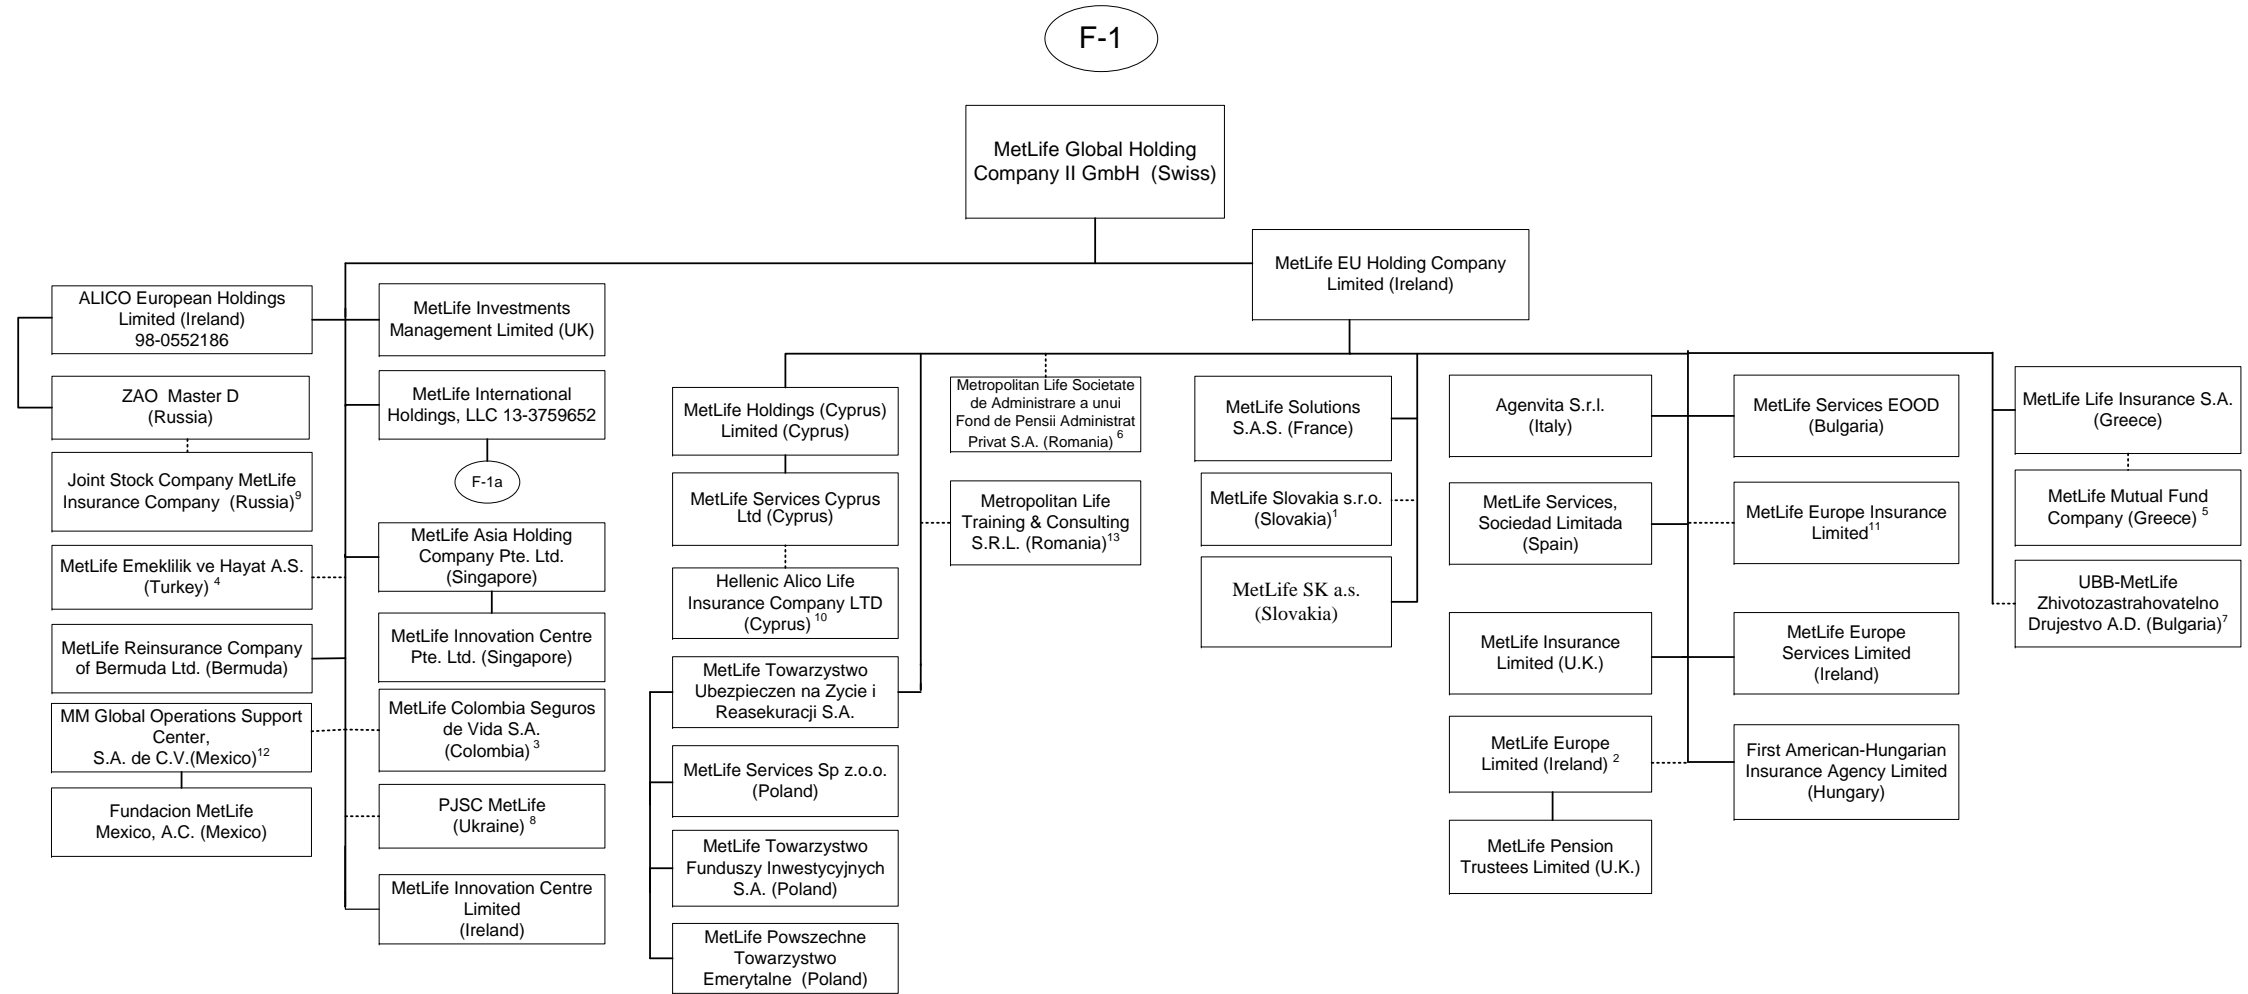 F-1
MetLife Global Holding
Company II GmbH (Swiss)
MetLife EU Holding Company
Limited (Ireland)
ALICO European Holdings
Limited (Ireland)
98-0552186
ZAO Master D
(Russia)
Joint Stock Company MetLife
Insurance Company (Russia)9
MetLife Emeklilik ve Hayat A.S.
(Turkey) 4
MetLife Reinsurance Company
of Bermuda Ltd. (Bermuda)
MM Global Operations Support
Center,
S.A. de C.V.(Mexico)12
Fundacion MetLife
Mexico, A.C. (Mexico)
MetLife Investments
Management Limited (UK)
MetLife International
Holdings, LLC 13-3759652
F-1a
MetLife Asia Holding
Company Pte. Ltd.
(Singapore)
MetLife Innovation Centre
Pte. Ltd. (Singapore)
MetLife Colombia Seguros
de Vida S.A.
(Colombia) 3
PJSC MetLife
(Ukraine) 8
MetLife Innovation Centre
Limited
(Ireland)
MetLife Holdings (Cyprus)
Limited (Cyprus)
MetLife Services Cyprus
Ltd (Cyprus)
Hellenic Alico Life
Insurance Company LTD
(Cyprus) 10
MetLife Towarzystwo
Ubezpieczen na Zycie i
Reasekuracji S.A.
MetLife Services Sp z.o.o.
(Poland)
MetLife Towarzystwo
Funduszy Inwestycyjnych
S.A. (Poland)
MetLife Powszechne
Towarzystwo
Emerytalne (Poland)
Metropolitan Life Societate
de Administrare a unui
Fond de Pensii Administrat
Privat S.A. (Romania) 6
Metropolitan Life
Training & Consulting
S.R.L. (Romania)13
MetLife Solutions
S.A.S. (France)
MetLife Slovakia s.r.o.
(Slovakia)1
MetLife SK a.s.
(Slovakia)
Agenvita S.r.l.
(Italy)
MetLife Services,
Sociedad Limitada
(Spain)
MetLife Insurance
Limited (U.K.)
MetLife Europe
Limited (Ireland) 2
MetLife Pension
Trustees Limited (U.K.)
MetLife Services EOOD
(Bulgaria)
MetLife Europe Insurance
Limited11
MetLife Europe
Services Limited
(Ireland)
First American-Hungarian
Insurance Agency Limited
(Hungary)
MetLife Life Insurance S.A.
(Greece)
MetLife Mutual Fund
Company (Greece) 5
UBB-MetLife
Zhivotozastrahovatelno
Drujestvo A.D. (Bulgaria)7